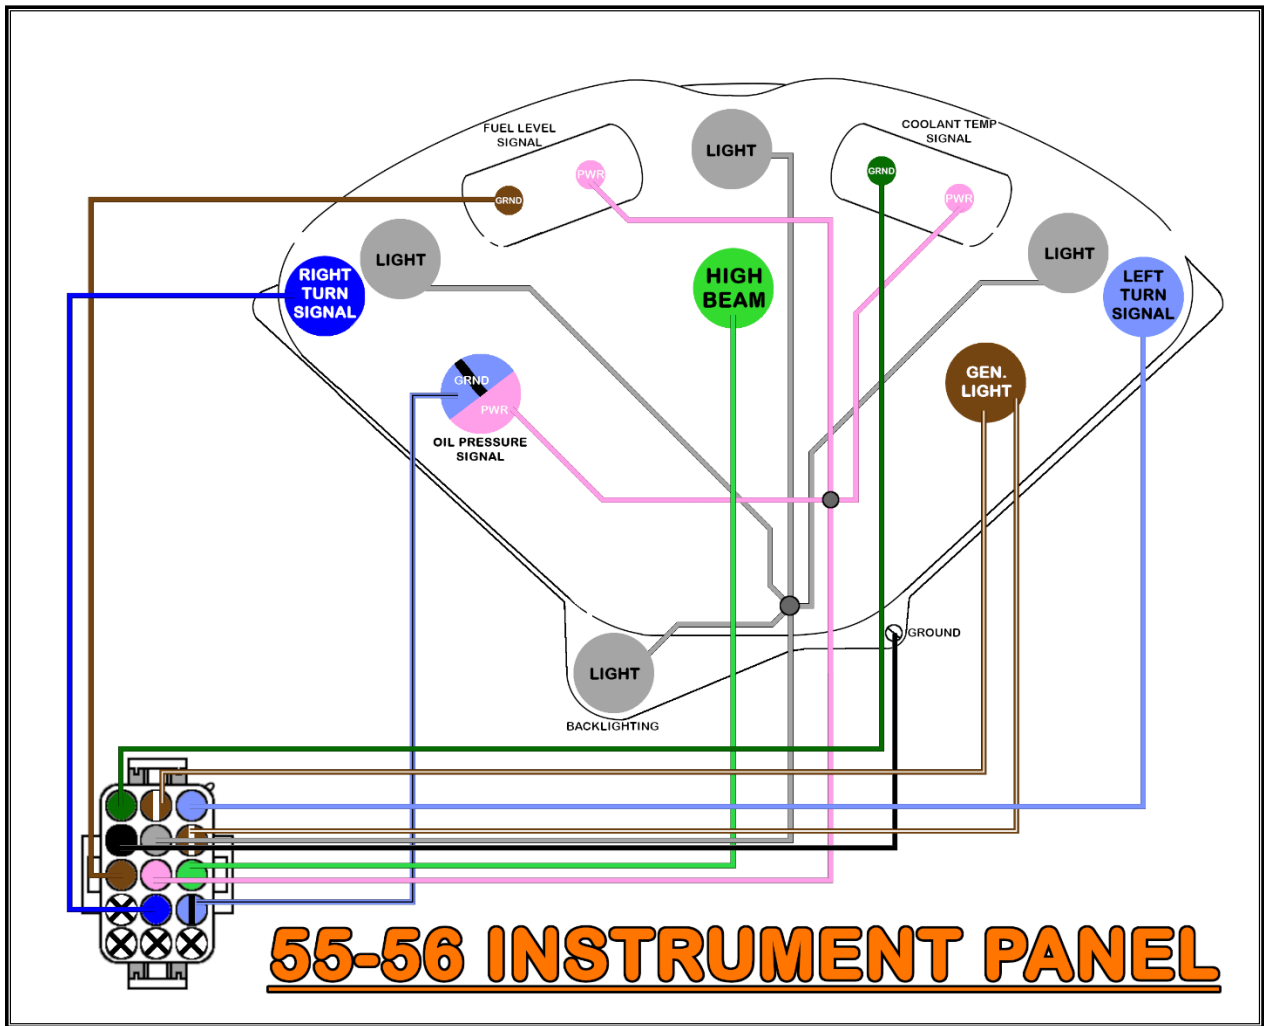 FUEL LEVEL
SIGNAL
COOLANT TEMP
SIGNAL
LIGHT
PWR
GRND
GRND
PWR
LIGHT
LIGHT
RIGHT
TURN
SIGNAL
HIGH
BEAM
LEFT
TURN
SIGNAL
GRND
PWR
OIL PRESSURE
SIGNAL
GEN.
LIGHT
GROUND
LIGHT
BACKLIGHTING
55-56 INSTRUMENT PANEL